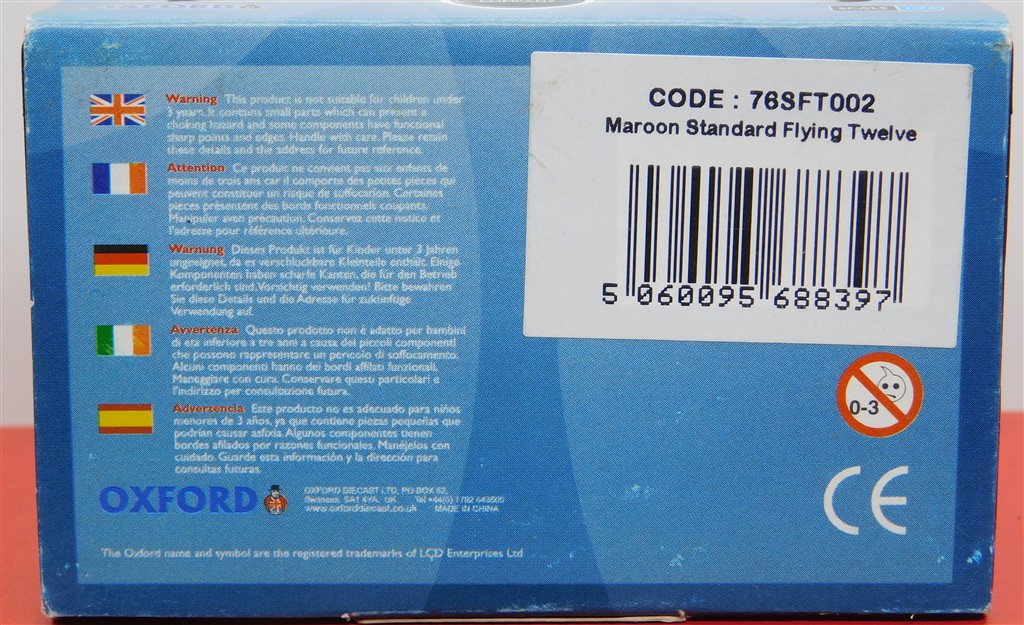 Warning This product is not suitable for children under
3 years. It contains small parts which can present a
choking hazard and some components have functional
sharp points and edges. Handle with care. Please retain
these details and the address for future reference.
Attention Ce produit ne convient pas aux enfants de
moins de trois ans car il comporte des petites pièces qui
peuvent constituer un risque de suffocation. Certaines
pièces présentent des bords fonctionnels coupants.
Manipuler avec précaution. Conservez cette notice et
l'adresse pour référence ultérieure.
Warnung Dieses Produkt ist für Kinder unter 3 Jahren
ungeeignet, da es verschluckbare Kleinteile enthält. Einige
Komponenten haben scharfe Kanten, die für den Betrieb
erforderlich sind. Vorsichtig verwenden! Bitte bewahren
Sie diese Details und die Adresse für zukünfige
Verwendung auf.
Avvertenza Questo prodotto non è adatto per bambini
di età inferiore a tre anni a causa dei piccoli componenti
che possono rappresentare un pericolo di soffocamento.
Alcuni componenti hanno dei bordi affilati funzionali.
Maneggiare con cura. Conservare questi particolari e
l'indirizzo per consultazione futura.
Advertencia Este producto no es adecuado para niños
menores de 3 años, ya que contiene piezas pequeñas que
podrían causar asfixia. Algunos componentes tienen
bordes afilados por razones funcionales. Manéjelos con
cuidado. Guarde esta información y la dirección para
consultas futuras.
OXFORD
OXFORD DIECAST LTD, PO BOX 62,
Swansea, SA1 4YA, UK Tel +44(0) 1792 643500
www.oxforddiecast.co.uk MADE IN CHINA
The Oxford name and symbol are the registered trademarks of LCD Enterprises Ltd
CODE : 76SFT002
Maroon Standard Flying Twelve
5 060095 688397
0-3
CE